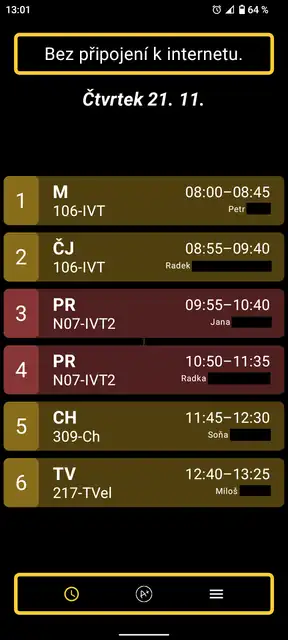 13:01
64 %
Bez připojení k internetu.
Čtvrtek 21. 11.
1
M
08:00–08:45
106-IVT
Petr
2
ČJ
08:55–09:40
106-IVT
Radek
3
PR
09:55–10:40
N07-IVT2
Jana
4
PR
10:50–11:35
N07-IVT2
Radka
5
CH
11:45–12:30
309-Ch
Soňa
6
TV
12:40–13:25
217-TVel
Miloš
A+